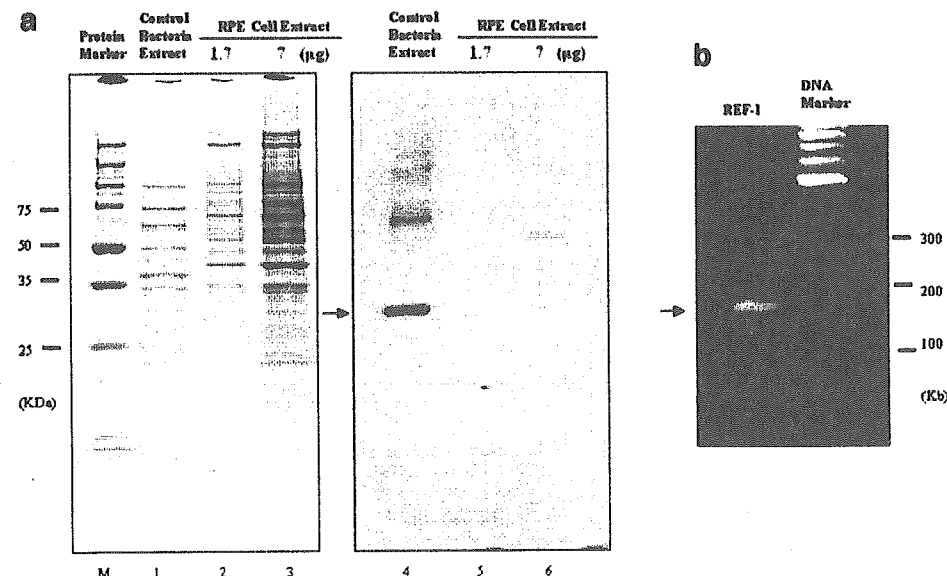 a
Protein
Marker
Control
Bacteria
Extract
RPE Cell Extract
1.7 7 (µg)
75
50
35
25
(KDa)
M 1 2 3
Control
Bacteria
Extract
RPE Cell Extract
1.7 7 (µg)
4 5 6
b
REF-1
DNA
Marker
300
200
100
(Kb)